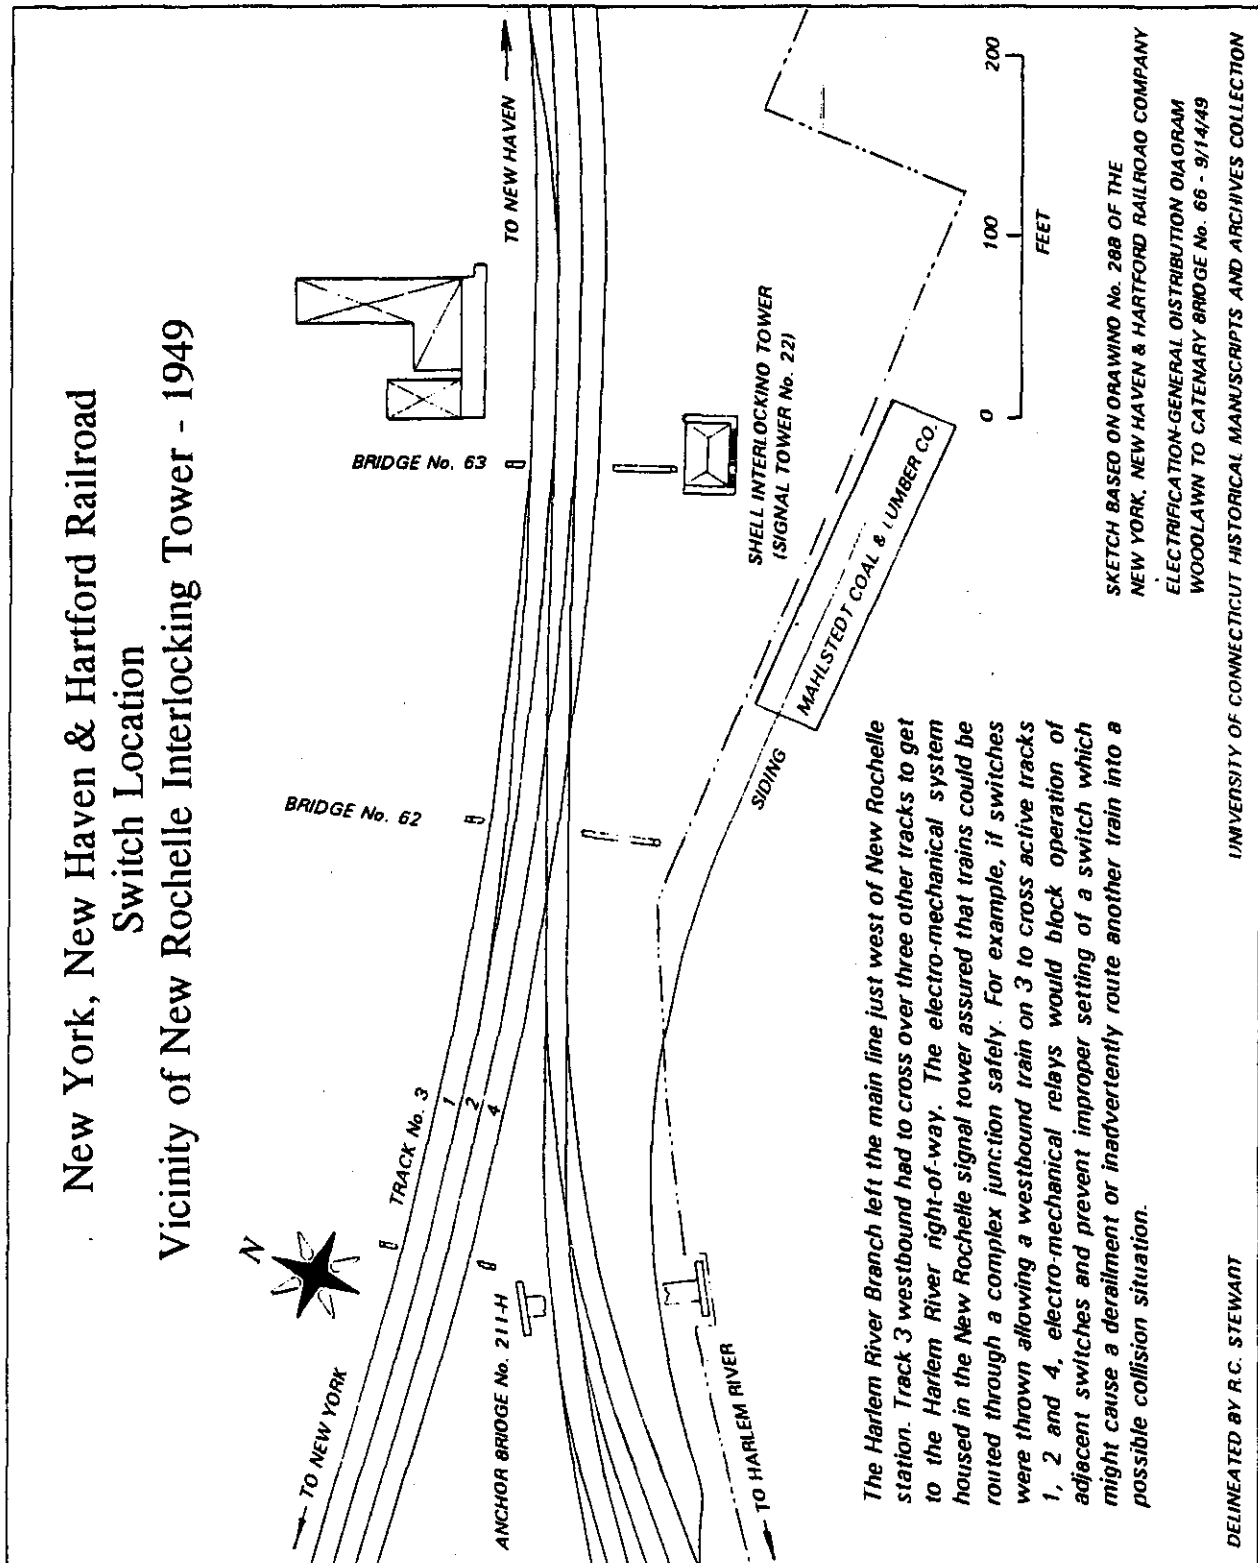 New York, New Haven & Hartford Railroad
Switch Location
Vicinity of New Rochelle Interlocking Tower - 1949
N
TO NEW YORK
TRACK No. 3
1
2
4
BRIDGE No. 62
BRIDGE No. 63
TO NEW HAVEN
ANCHOR BRIDGE No. 211-H
TO HARLEM RIVER
SHELL INTERLOCKINO TOWER
(SIGNAL TOWER No. 22)
SIDING
MAHLSTEDT COAL & LUMBER CO.
0
100
200
FEET
The Harlem River Branch left the main line just west of New Rochelle
station. Track 3 westbound had to cross over three other tracks to get
to the Harlem River right-of-way. The electro-mechanical system
housed in the New Rochelle signal tower assured that trains could be
routed through a complex junction safely. For example, if switches
were thrown allowing a westbound train on 3 to cross active tracks
1, 2 and 4, electro-mechanical relays would block operation of
adjacent switches and prevent improper setting of a switch which
might cause a derailment or inadvertently route another train into a
possible collision situation.
SKETCH BASEO ON ORAWINO No. 288 OF THE
NEW YORK, NEW HAVEN & HARTFORD RAILROAO COMPANY
ELECTRIFICATION-GENERAL OISTRIBUTION OIAORAM
WOOOLAWN TO CATENARY BRIOGE No. 66 - 9/14/49
DELINEATED BY R.C. STEWANT
UNIVERSITY OF CONNECTICUT HISTORICAL MANUSCRIPTS AND ARCHIVES COLLECTION